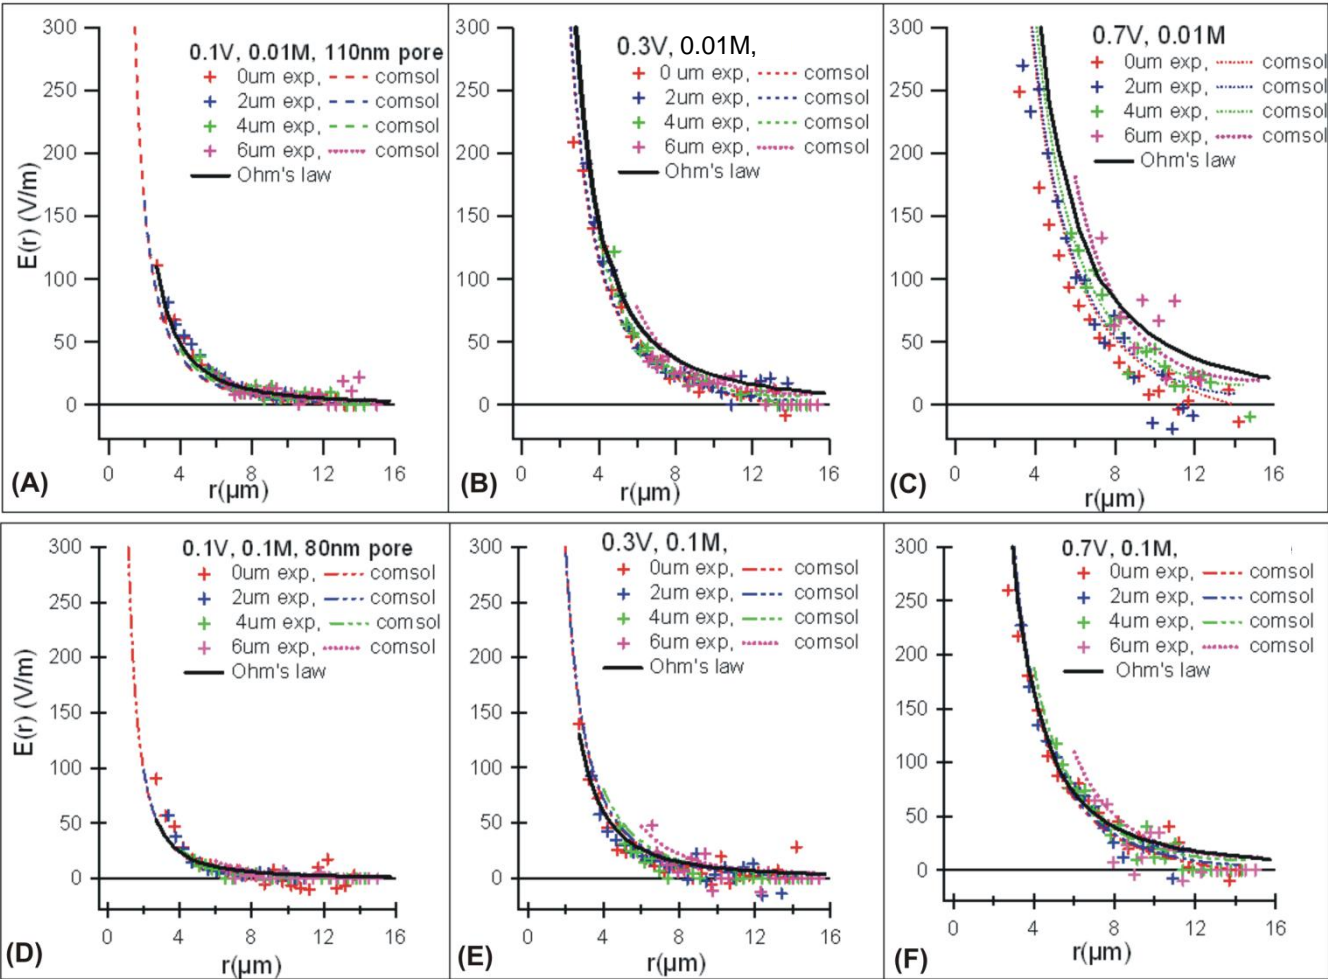 0.1V, 0.01M, 110nm pore
0um exp, comsol
2um exp, comsol
4um exp, comsol
6um exp, comsol
Ohm's law
E(r) (V/m)
300
250
200
150
100
50
0
0 4 8 12 16
r(μm)
(A)
0.3V, 0.01M,
0 um exp, comsol
2um exp, comsol
4um exp, comsol
6um exp, comsol
Ohm's law
300
250
200
150
100
50
0
0 4 8 12 16
r(μm)
(B)
0.7V, 0.01M
0um exp, comsol
2um exp, comsol
4um exp, comsol
6um exp, comsol
Ohm's law
300
250
200
150
100
50
0
0 4 8 12 16
r(μm)
(C)
0.1V, 0.1M, 80nm pore
0um exp, comsol
2um exp, comsol
4um exp, comsol
6um exp, comsol
Ohm's law
E(r) (V/m)
300
250
200
150
100
50
0
0 4 8 12 16
r(μm)
(D)
0.3V, 0.1M,
0um exp, comsol
2um exp, comsol
4um exp, comsol
6um exp, comsol
Ohm's law
300
250
200
150
100
50
0
0 4 8 12 16
r(μm)
(E)
0.7V, 0.1M,
0um exp, comsol
2um exp, comsol
4um exp, comsol
6um exp, comsol
Ohm's law
300
250
200
150
100
50
0
0 4 8 12 16
r(μm)
(F)